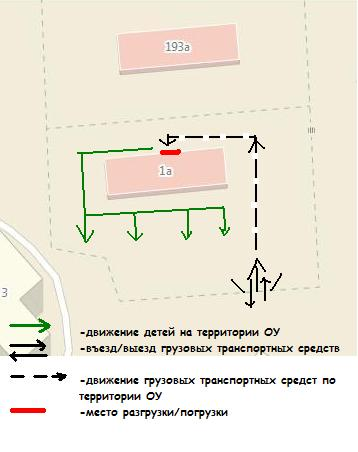 193а
1а
3
-движение детей на территории ОУ
-въезд/выезд грузовых транспортных средств
-движение грузовых транспортных средст по
территории ОУ
-место разгрузки/погрузки